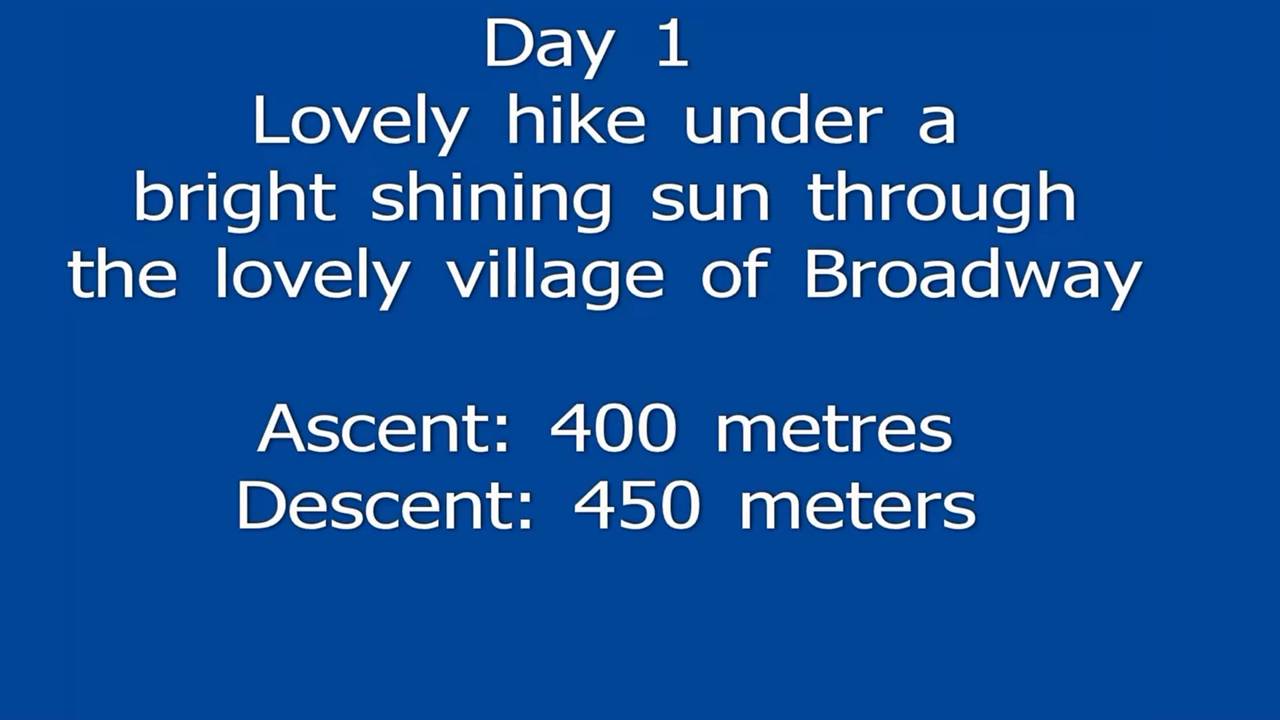 Day 1
Lovely hike under a
bright shining sun through
the lovely village of Broadway
Ascent: 400 metres
Descent: 450 meters